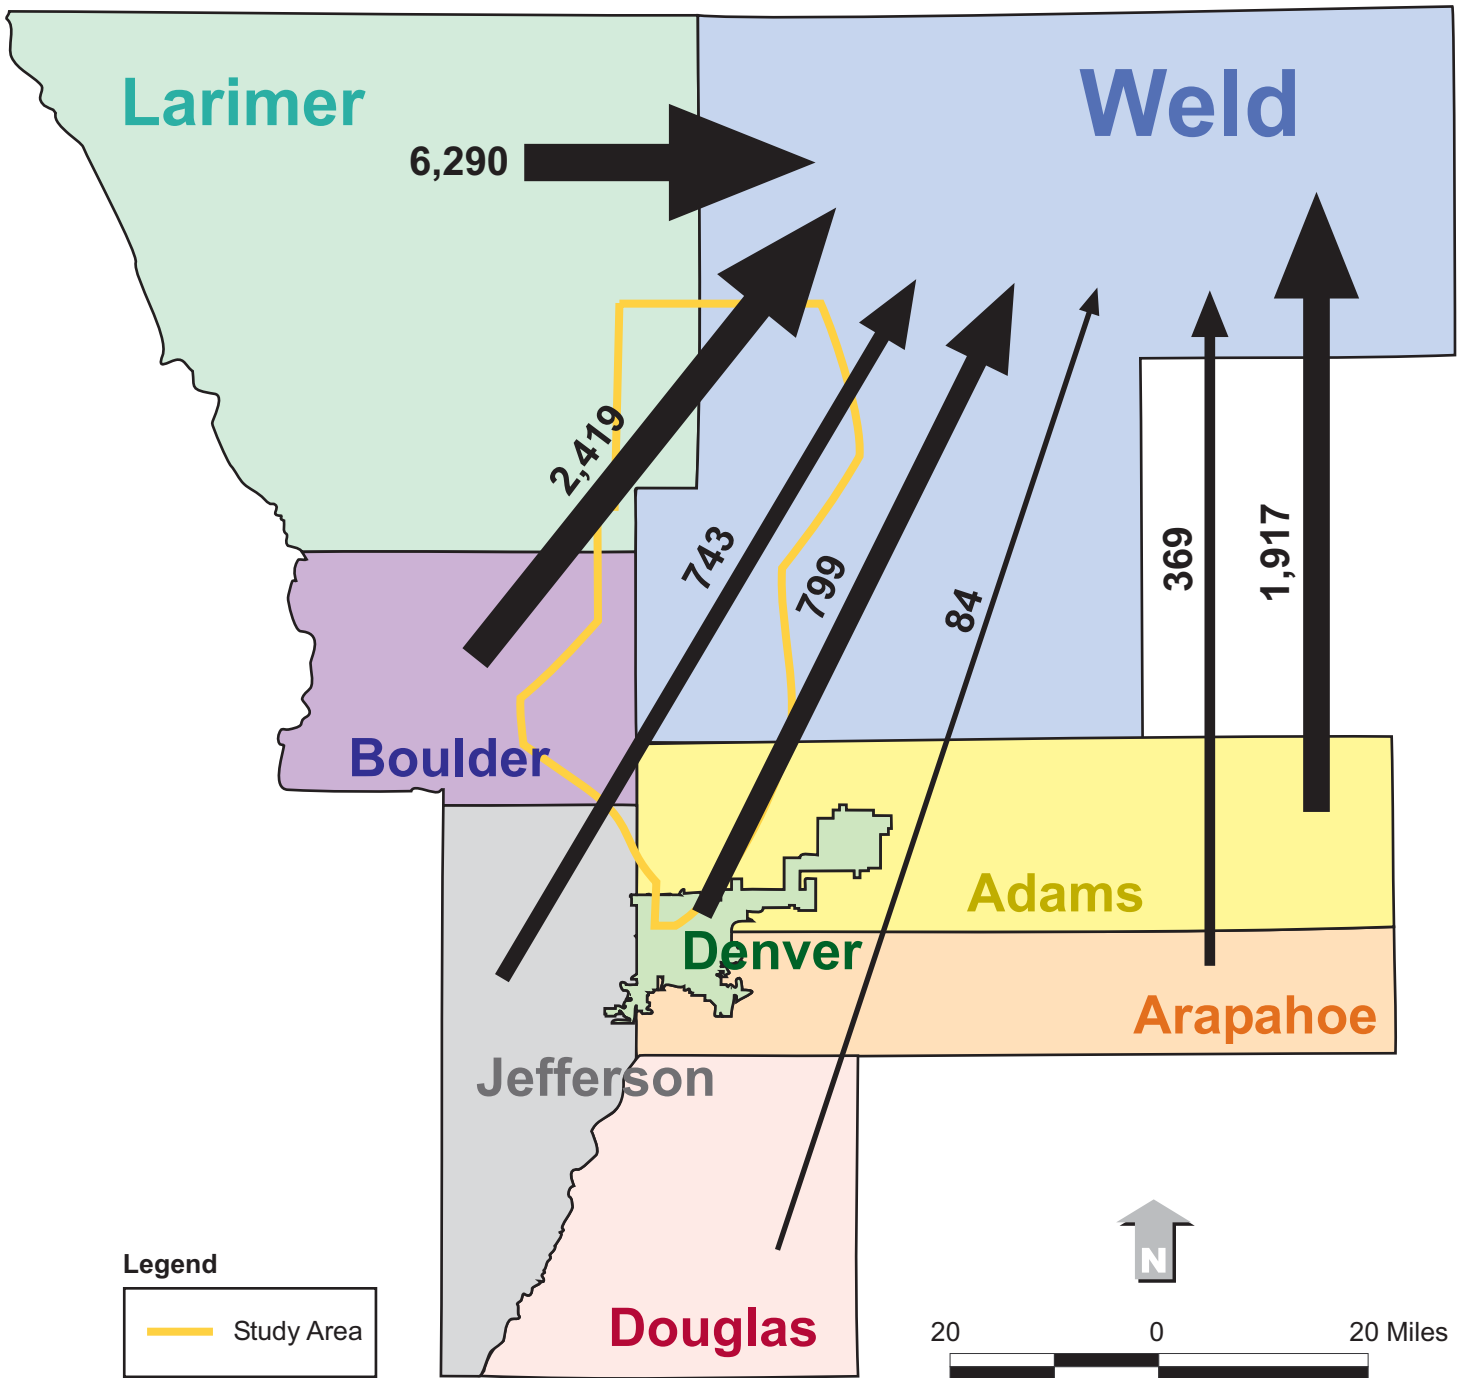 Larimer
Weld
6,290
2,419
743
799
84
369
1,917
Boulder
Adams
Denver
Arapahoe
Jefferson
Douglas
N
Legend
Study Area
20 0 20 Miles